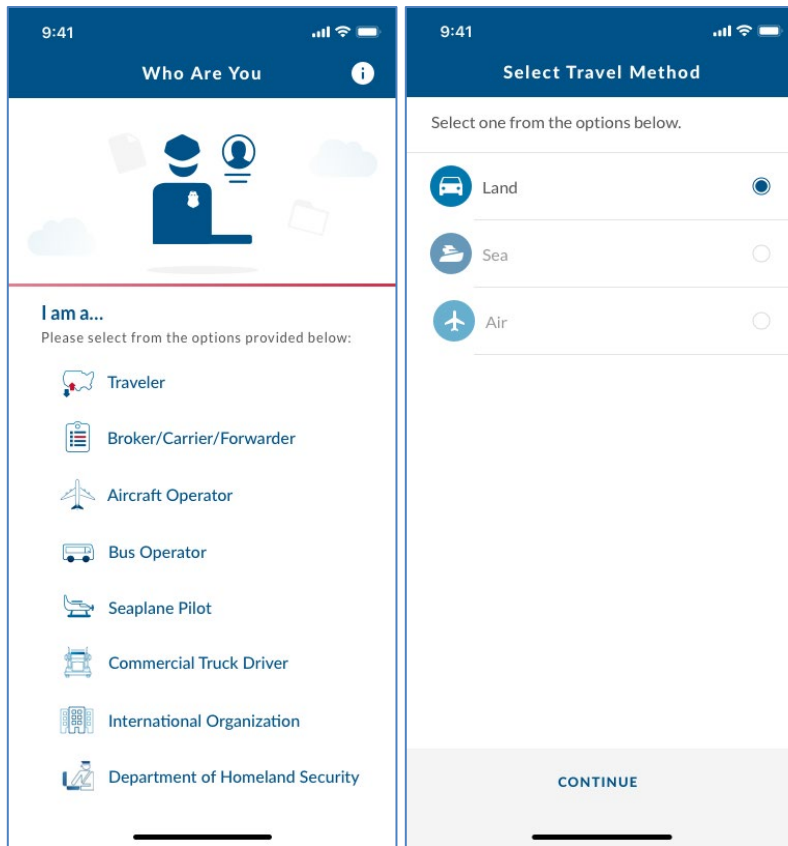 9:41
Who Are You
I am a...
Please select from the options provided below:
Traveler
Broker/Carrier/Forwarder
Aircraft Operator
Bus Operator
Seaplane Pilot
Commercial Truck Driver
International Organization
Department of Homeland Security
9:41
Select Travel Method
Select one from the options below.
Land
Sea
Air
CONTINUE